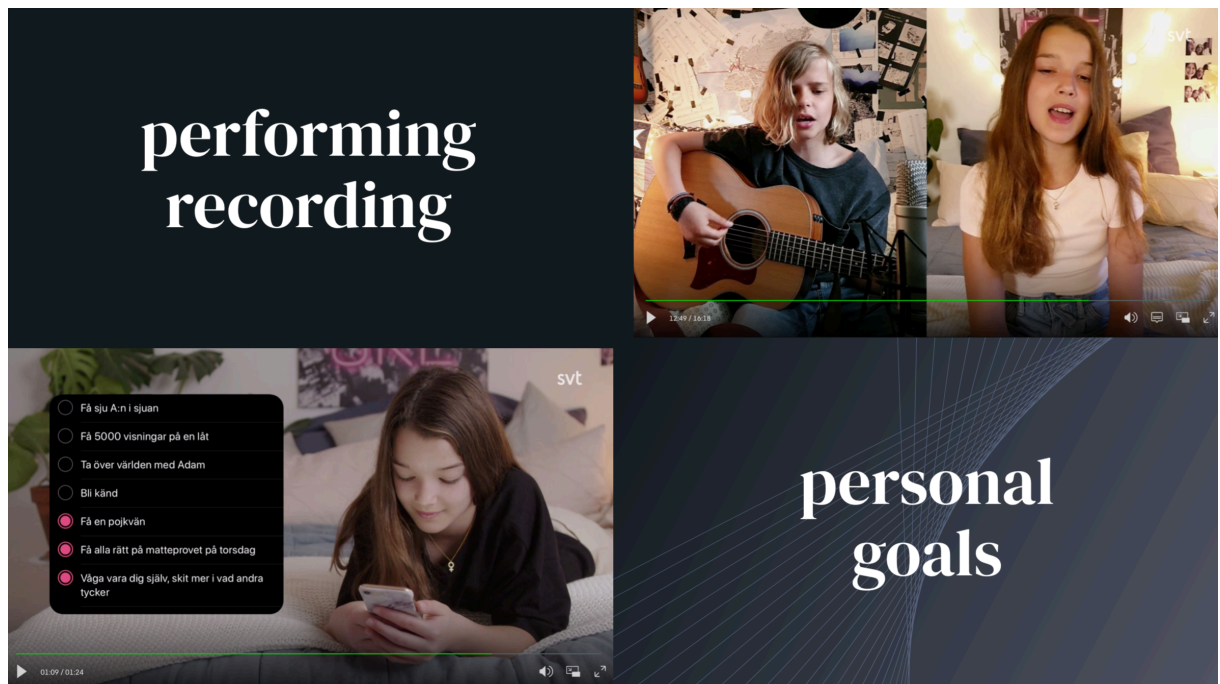 performing
recording
svt
12:49 / 16:18
GIRL
svt
Få sju A:n i sjuan
Få 5000 visningar på en låt
Ta över världen med Adam
Bli känd
Få en pojkvän
Få alla rätt på matteprovet på torsdag
Våga vara dig själv, skit mer i vad andra
tycker
01:09 / 01:24
personal
goals